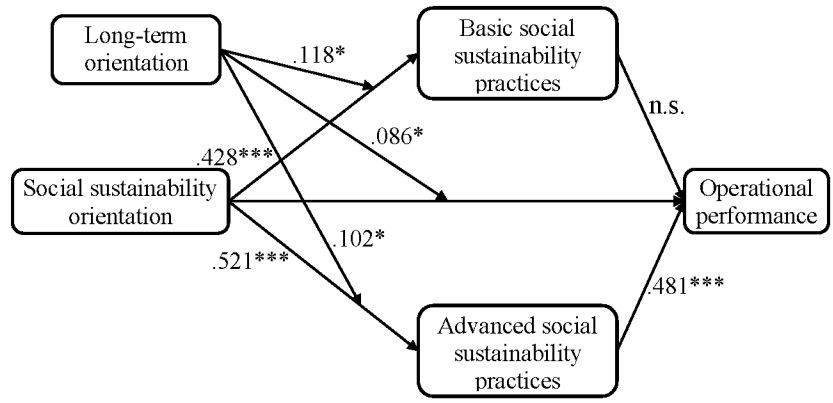 Long-term
orientation
.118*
Basic social
sustainability
practices
n.s.
.086*
.428***
Social sustainability
orientation
Operational
performance
.102*
.521***
.481***
Advanced social
sustainability
practices